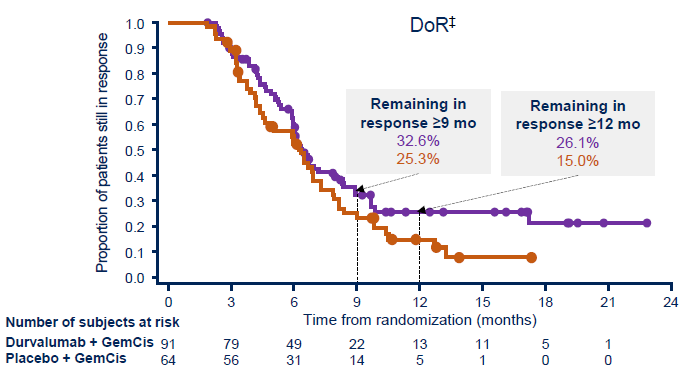 DoR‡
Proportion of patients still in response
1.0
0.9
0.8
0.7
0.6
0.5
0.4
0.3
0.2
0.1
0.0
Remaining in
response ≥9 mo
32.6%
25.3%
Remaining in
response ≥12 mo
26.1%
15.0%
0 3 6 9 12 15 18 21 24
Time from randomization (months)
Number of subjects at risk
Durvalumab + GemCis 91 79 49 22 13 11 5 1
Placebo + GemCis 64 56 31 14 5 1 0 0